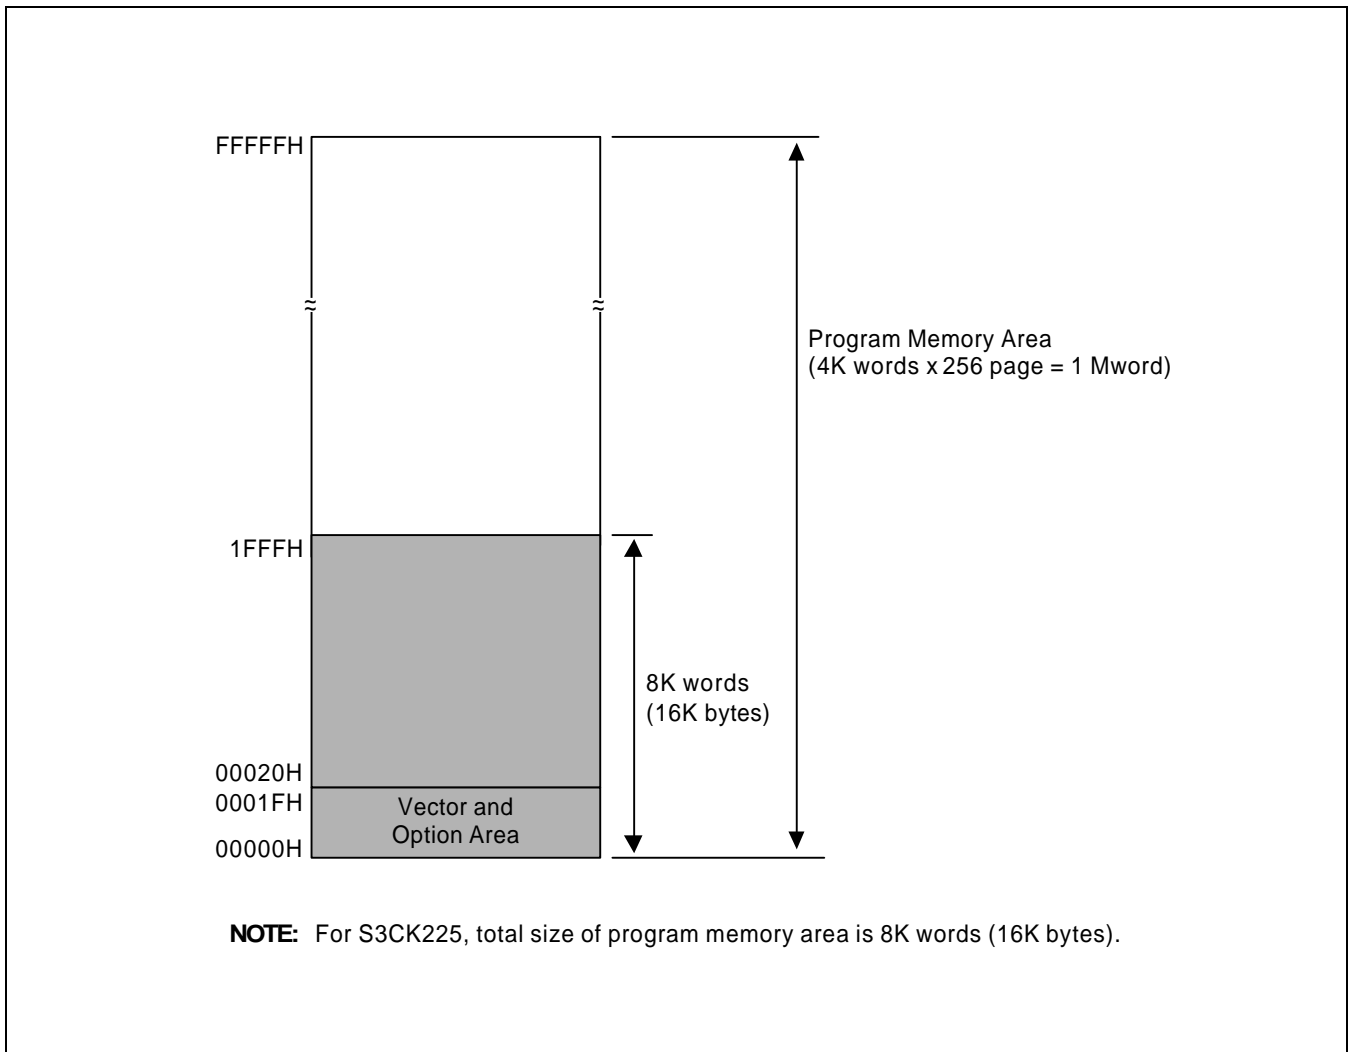 FFFFFH
Program Memory Area
(4K words x 256 page = 1 Mword)
1FFFH
8K words
(16K bytes)
00020H
0001FH
Vector and
Option Area
00000H
NOTE: For S3CK225, total size of program memory area is 8K words (16K bytes).